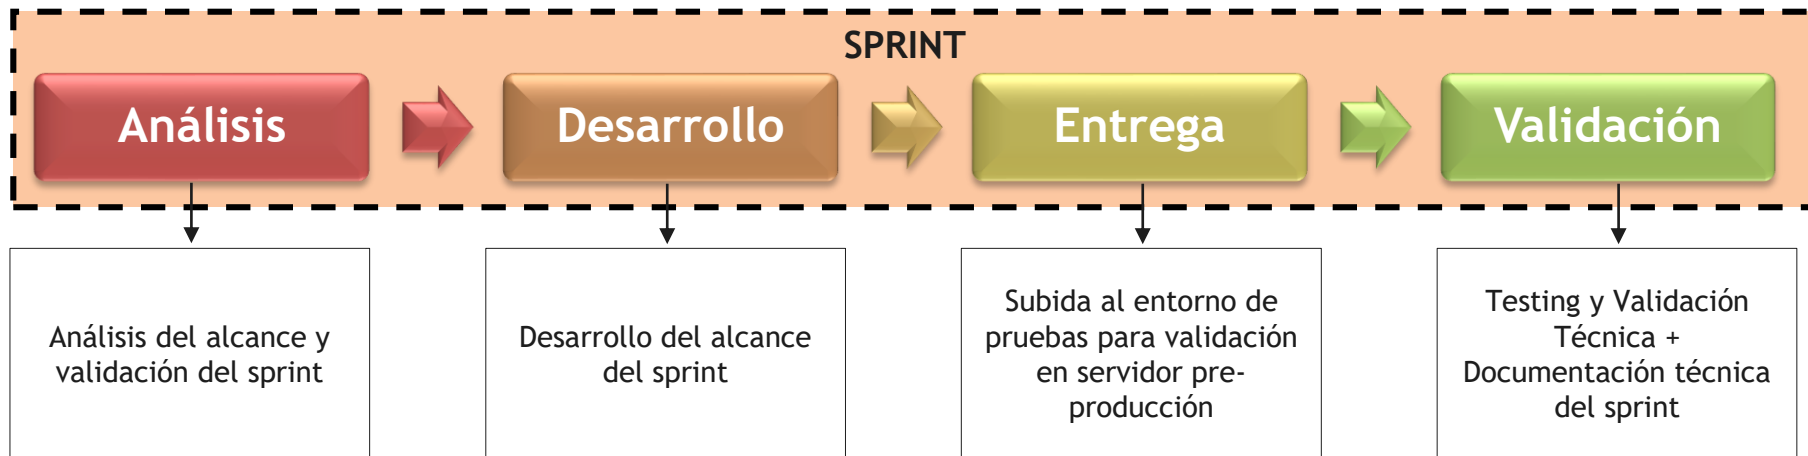 SPRINT
Análisis
Desarrollo
Entrega
Validación
Análisis del alcance y
validación del sprint
Desarrollo del alcance
del sprint
Subida al entorno de
pruebas para validación
en servidor pre-
producción
Testing y Validación
Técnica +
Documentación técnica
del sprint